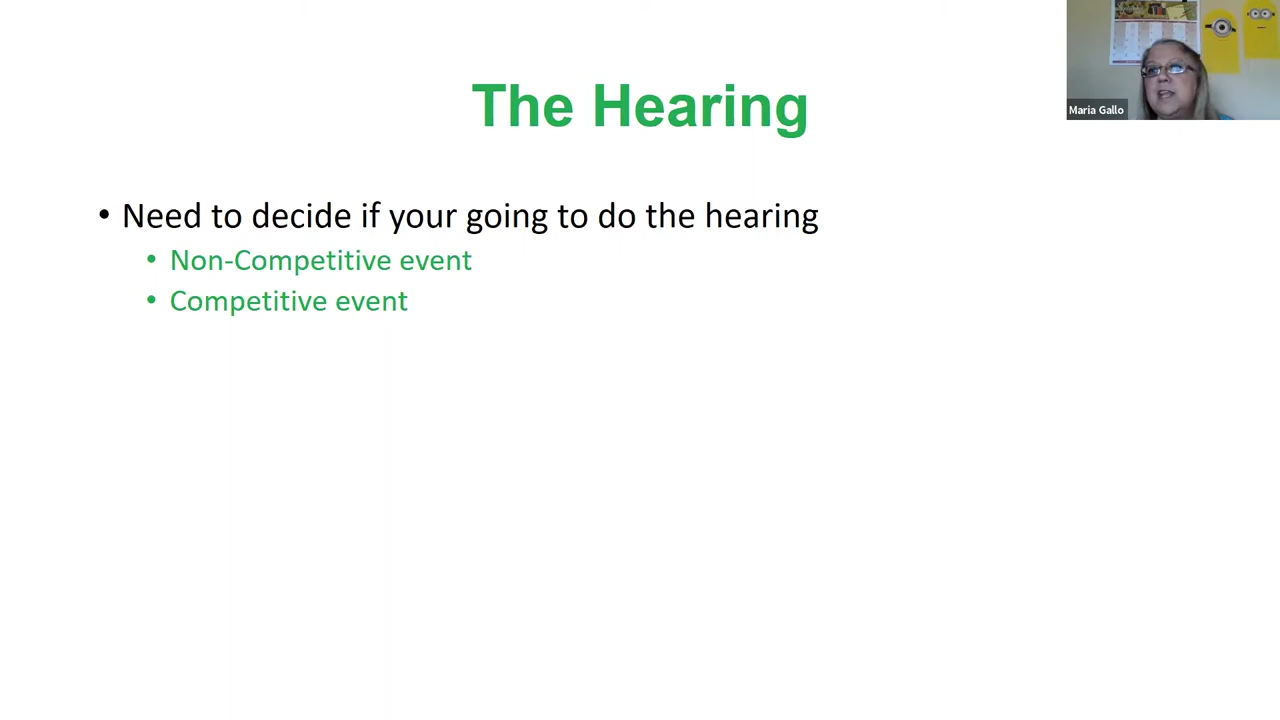 The Hearing
• Need to decide if your going to do the hearing
• Non-Competitive event
• Competitive event
Maria Gallo